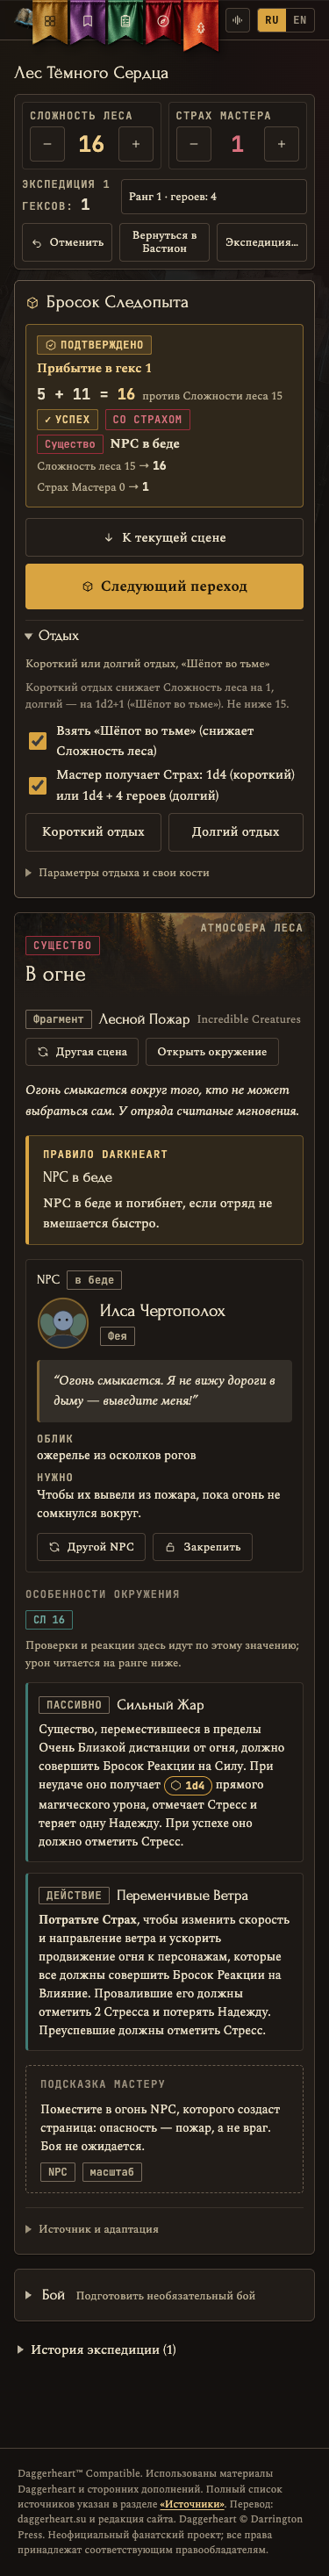 RU EN
Лес Тёмного Сердца
СЛОЖНОСТЬ ЛЕСА
СТРАХ МАСТЕРА
− 16 +
− 1 +
ЭКСПЕДИЦИЯ 1
ГЕКСОВ: 1
Ранг 1 · героев: 4
Отменить
Вернуться в
Бастион
Экспедиция…
Бросок Следопыта
ПОДТВЕРЖДЕНО
Прибытие в гекс 1
5 + 11 = 16 против Сложности леса 15
✓ УСПЕХ СО СТРАХОМ
Существо NPC в беде
Сложность леса 15 → 16
Страх Мастера 0 → 1
↓ К текущей сцене
Следующий переход
Отдых
Короткий или долгий отдых, «Шёпот во тьме»
Короткий отдых снижает Сложность леса на 1,
долгий — на 1d2+1 («Шёпот во тьме»). Не ниже 15.
Взять «Шёпот во тьме» (снижает
Сложность леса)
Мастер получает Страх: 1d4 (короткий)
или 1d4 + 4 героев (долгий)
Короткий отдых
Долгий отдых
Параметры отдыха и свои кости
АТМОСФЕРА ЛЕСА
СУЩЕСТВО
В огне
Фрагмент Лесной Пожар Incredible Creatures
Другая сцена
Открыть окружение
Огонь смыкается вокруг того, кто не может
выбраться сам. У отряда считаные мгновения.
ПРАВИЛО DARKHEART
NPC в беде
NPC в беде и погибнет, если отряд не
вмешается быстро.
NPC в беде
Илса Чертополох
Фея
“Огонь смыкается. Я не вижу дороги в
дыму — выведите меня!”
ОБЛИК
ожерелье из осколков рогов
НУЖНО
Чтобы их вывели из пожара, пока огонь не
сомкнулся вокруг.
Другой NPC
Закрепить
ОСОБЕННОСТИ ОКРУЖЕНИЯ
СЛ 16
Проверки и реакции здесь идут по этому значению;
урон читается на ранге ниже.
ПАССИВНО Сильный Жар
Существо, переместившееся в пределы
Очень Близкой дистанции от огня, должно
совершить Бросок Реакции на Силу. При
неудаче оно получает 1d4 прямого
магического урона, отмечает Стресс и
теряет одну Надежду. При успехе оно
должно отметить Стресс.
ДЕЙСТВИЕ Переменчивые Ветра
Потратьте Страх, чтобы изменить скорость
и направление ветра и ускорить
продвижение огня к персонажам, которые
все должны совершить Бросок Реакции на
Влияние. Провалившие его должны
отметить 2 Стресса и потерять Надежду.
Преуспевшие должны отметить Стресс.
ПОДСКАЗКА МАСТЕРУ
Поместите в огонь NPC, которого создаст
страница: опасность — пожар, а не враг.
Боя не ожидается.
NPC масштаб
Источник и адаптация
Бой Подготовить необязательный бой
История экспедиции (1)
Daggerheart™ Compatible. Использованы материалы
Daggerheart и сторонних дополнений. Полный список
источников указан в разделе «Источники». Перевод:
daggerheart.su и редакция сайта. Daggerheart © Darrington
Press. Неофициальный фанатский проект; все права
принадлежат соответствующим правообладателям.